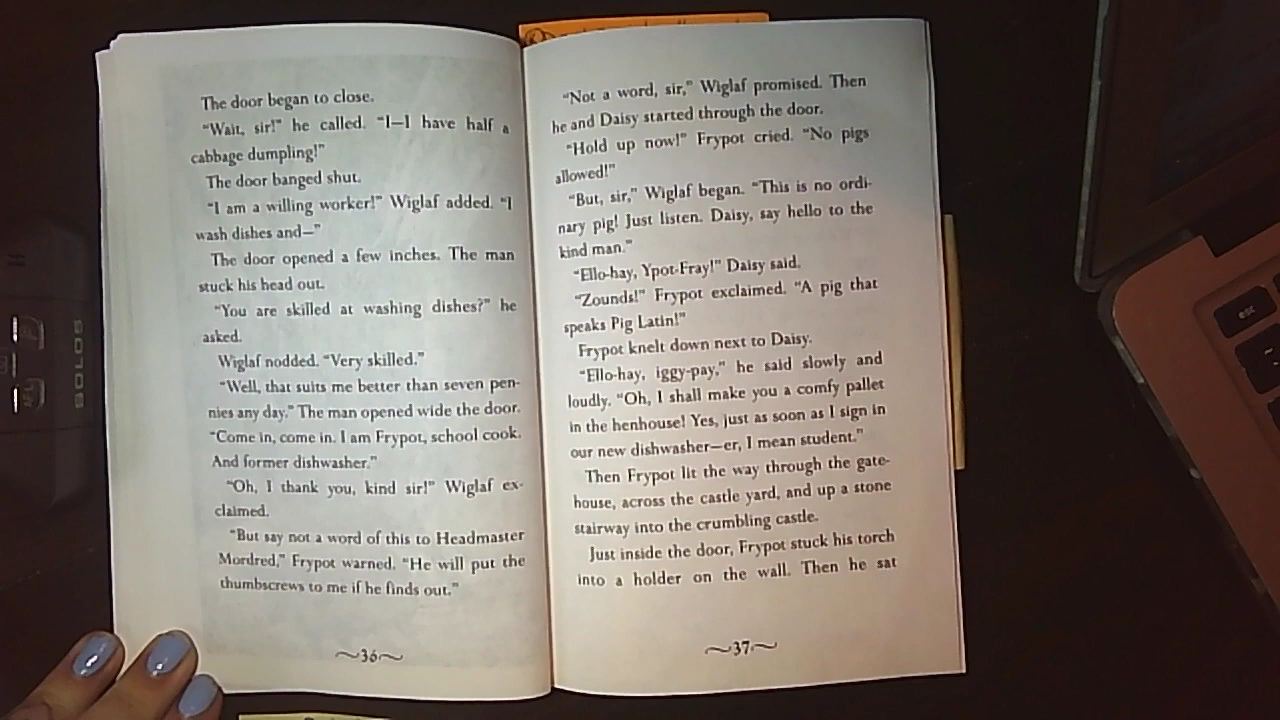 The door began to close.
“Wait, sir!” he called. “I—I have half a
cabbage dumpling!”
The door banged shut.
“I am a willing worker!” Wiglaf added. “I
wash dishes and—”
The door opened a few inches. The man
stuck his head out.
“You are skilled at washing dishes?” he
asked.
Wiglaf nodded. “Very skilled.”
“Well, that suits me better than seven pen-
nies any day.” The man opened wide the door.
“Come in, come in. I am Frypot, school cook.
And former dishwasher.”
“Oh, I thank you, kind sir!” Wiglaf ex-
claimed.
“But say not a word of this to Headmaster
Mordred,” Frypot warned. “He will put the
thumbscrews to me if he finds out.”
~36~
“Not a word, sir,” Wiglaf promised. Then
he and Daisy started through the door.
“Hold up now!” Frypot cried. “No pigs
allowed!”
“But, sir,” Wiglaf began. “This is no ordi-
nary pig! Just listen. Daisy, say hello to the
kind man.”
“Ello-hay, Ypot-Fray!” Daisy said.
“Zounds!” Frypot exclaimed. “A pig that
speaks Pig Latin!”
Frypot knelt down next to Daisy.
“Ello-hay, iggy-pay,” he said slowly and
loudly. “Oh, I shall make you a comfy pallet
in the henhouse! Yes, just as soon as I sign in
our new dishwasher—er, I mean student.”
Then Frypot lit the way through the gate-
house, across the castle yard, and up a stone
stairway into the crumbling castle.
Just inside the door, Frypot stuck his torch
into a holder on the wall. Then he sat
~37~
SOLO5
esc